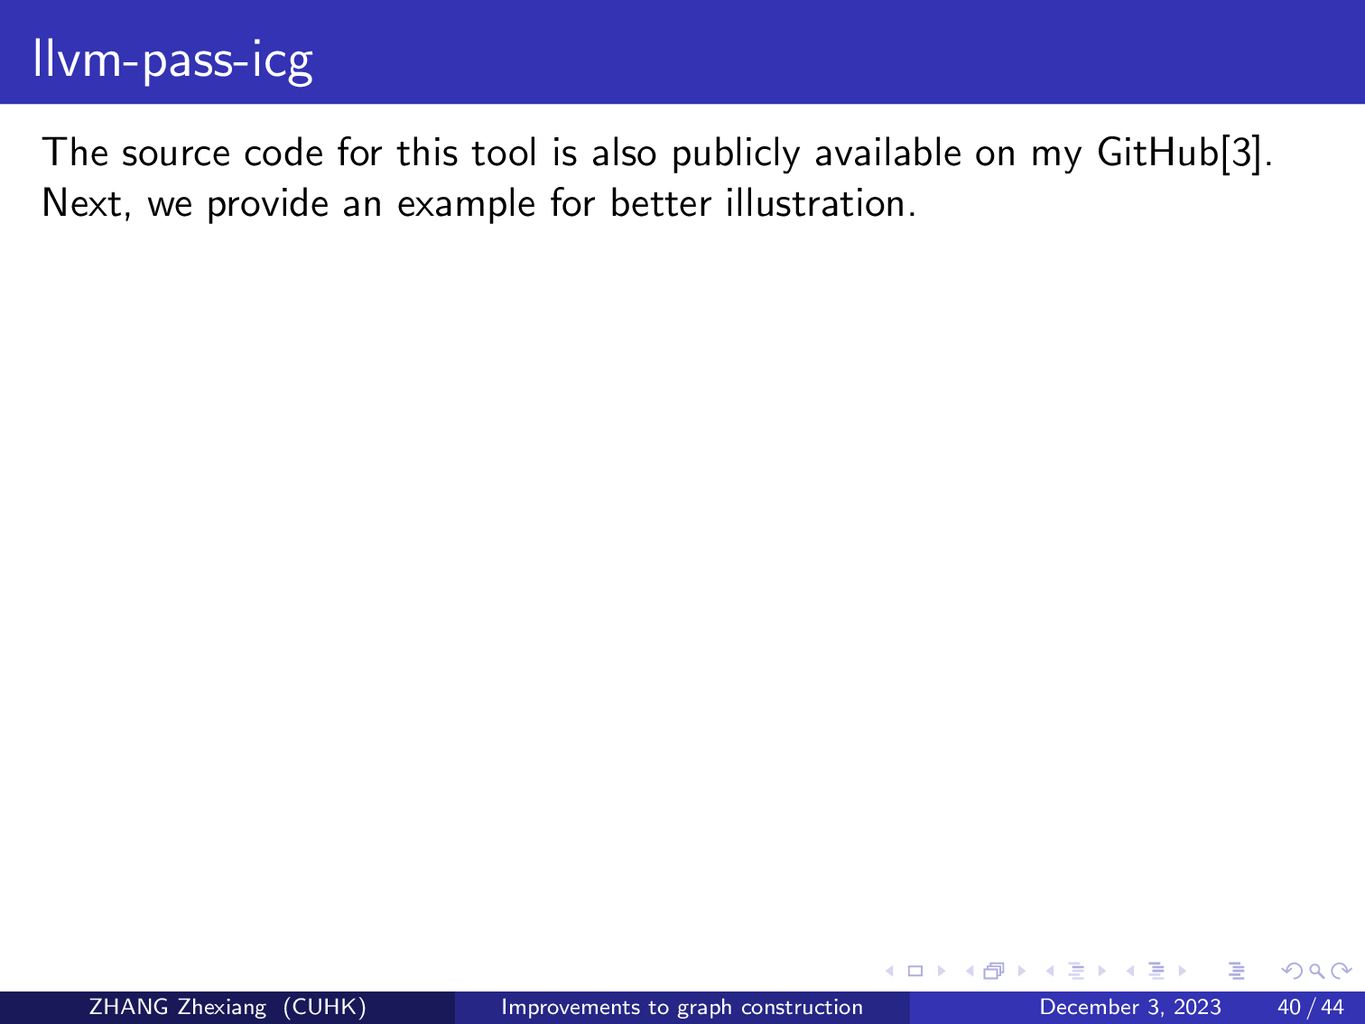 llvm-pass-icg
The source code for this tool is also publicly available on my GitHub[3].
Next, we provide an example for better illustration.
ZHANG Zhexiang (CUHK)
Improvements to graph construction
December 3, 2023
40 / 44